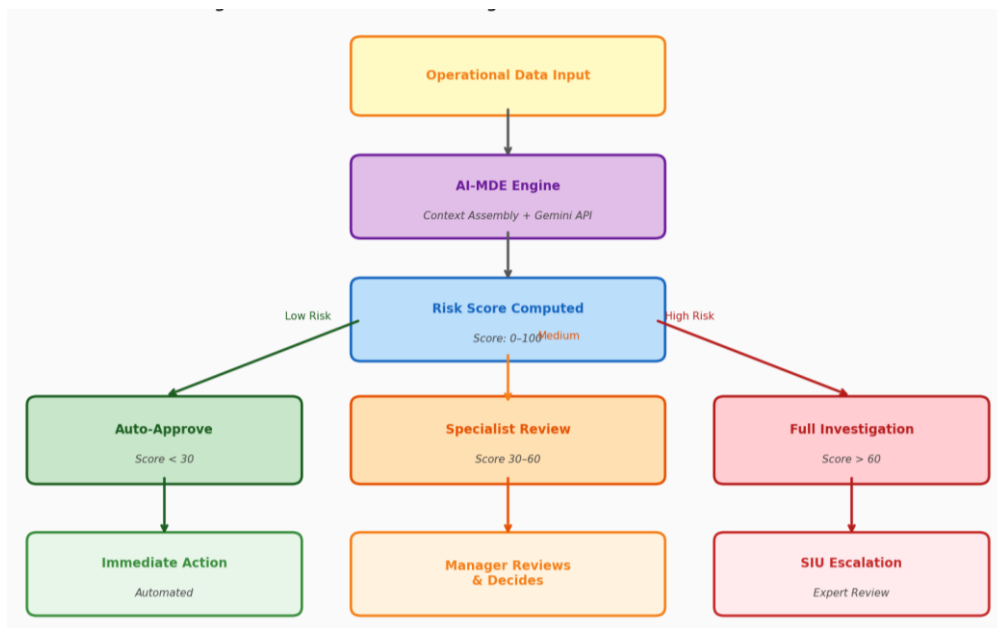 Operational Data Input
AI-MDE Engine
Context Assembly + Gemini API
Risk Score Computed
Low Risk
High Risk
Score: 0–100
Medium
Auto-Approve
Specialist Review
Full Investigation
Score < 30
Score 30–60
Score > 60
Immediate Action
Manager Reviews
& Decides
SIU Escalation
Automated
Expert Review